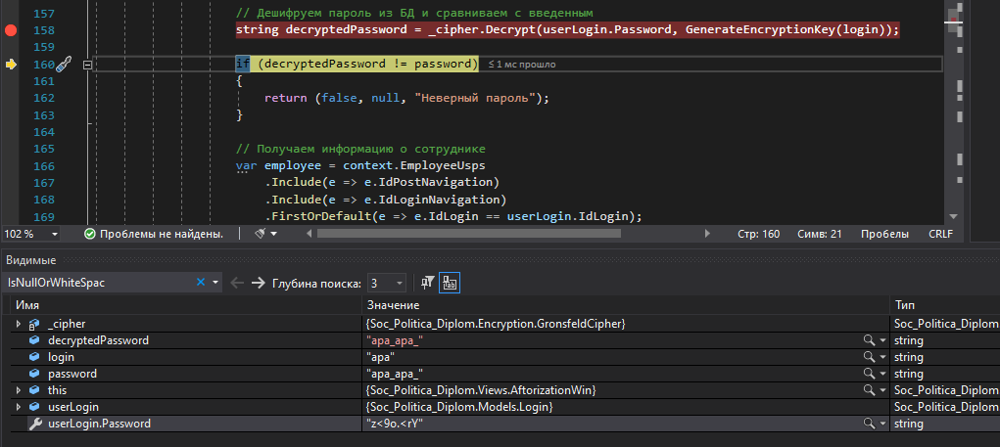 157 // Дешифруем пароль из БД и сравниваем с введенным
158 string decryptedPassword = _cipher.Decrypt(userLogin.Password, GenerateEncryptionKey(login));
159
160 if (decryptedPassword != password) ≤ 1 мс прошло
161 {
162 return (false, null, "Неверный пароль");
163 }
164
165 // Получаем информацию о сотруднике
166 var employee = context.EmployeeUsps
167 .Include(e => e.IdPostNavigation)
168 .Include(e => e.IdLoginNavigation)
169 .FirstOrDefault(e => e.IdLogin == userLogin.IdLogin);
102 % Проблемы не найдены. Стр: 160 Симв: 21 Пробелы CRLF
Видимые
IsNullOrWhiteSpac Глубина поиска: 3
Имя Значение Тип
_cipher {Soc_Politica_Diplom.Encryption.GronsfeldCipher} Soc_Politica_Diplom
decryptedPassword "apa_apa_" string
login "apa" string
password "apa_apa_" string
this {Soc_Politica_Diplom.Views.AftorizationWin} Soc_Politica_Diplom.
userLogin {Soc_Politica_Diplom.Models.Login} Soc_Politica_Diplom.
userLogin.Password "z<9o.<rY" string